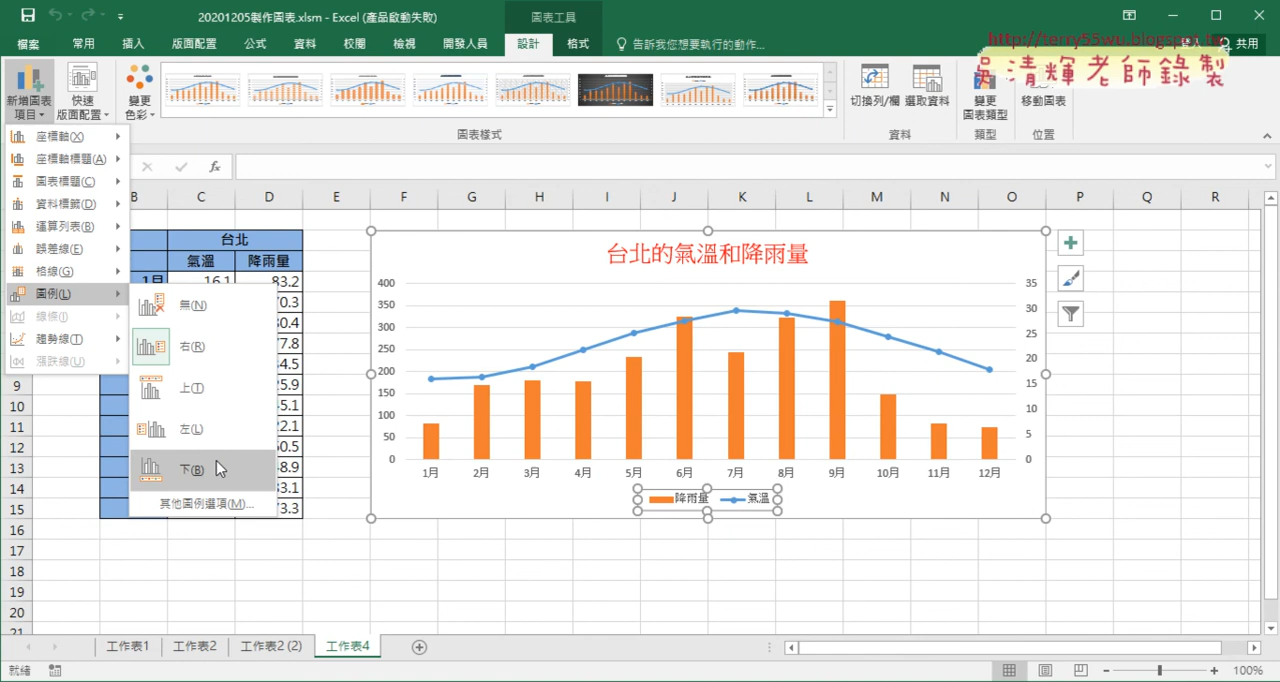 20201205製作圖表.xlsm - Excel (產品啟動失敗)
圖表工具
檔案 常用 插入 版面配置 公式 資料 校閱 檢視 開發人員 設計 格式 告訴我您想要執行的動作... 登入 共用
http://terry55wu.blogspot.tw
吳清輝老師錄製
新增圖表項目 快速版面配置 變更色彩 切換列/欄 選取資料 變更圖表類型 移動圖表
圖表樣式 資料 類型 位置
座標軸(X)
座標軸標題(A)
圖表標題(C)
資料標籤(D)
運算列表(B)
誤差線(E)
格線(G)
圖例(L)
線條(I)
趨勢線(T)
漲跌線(U)
無(N)
右(R)
上(T)
左(L)
下(B)
其他圖例選項(M)...
fx
B C D E F G H I J K L M N O P Q R
台北
氣溫 降雨量
1月 16.1 83.2
70.3
80.4
77.8
4.5
9 25.9
10 5.1
11 22.1
12 60.5
13 8.9
14 83.1
15 73.3
16
17
18
19
20
21
台北的氣溫和降雨量
400 350 300 250 200 150 100 50 0
35 30 25 20 15 10 5 0
1月 2月 3月 4月 5月 6月 7月 8月 9月 10月 11月 12月
降雨量 氣溫
工作表1 工作表2 工作表2 (2) 工作表4
就緒 100%